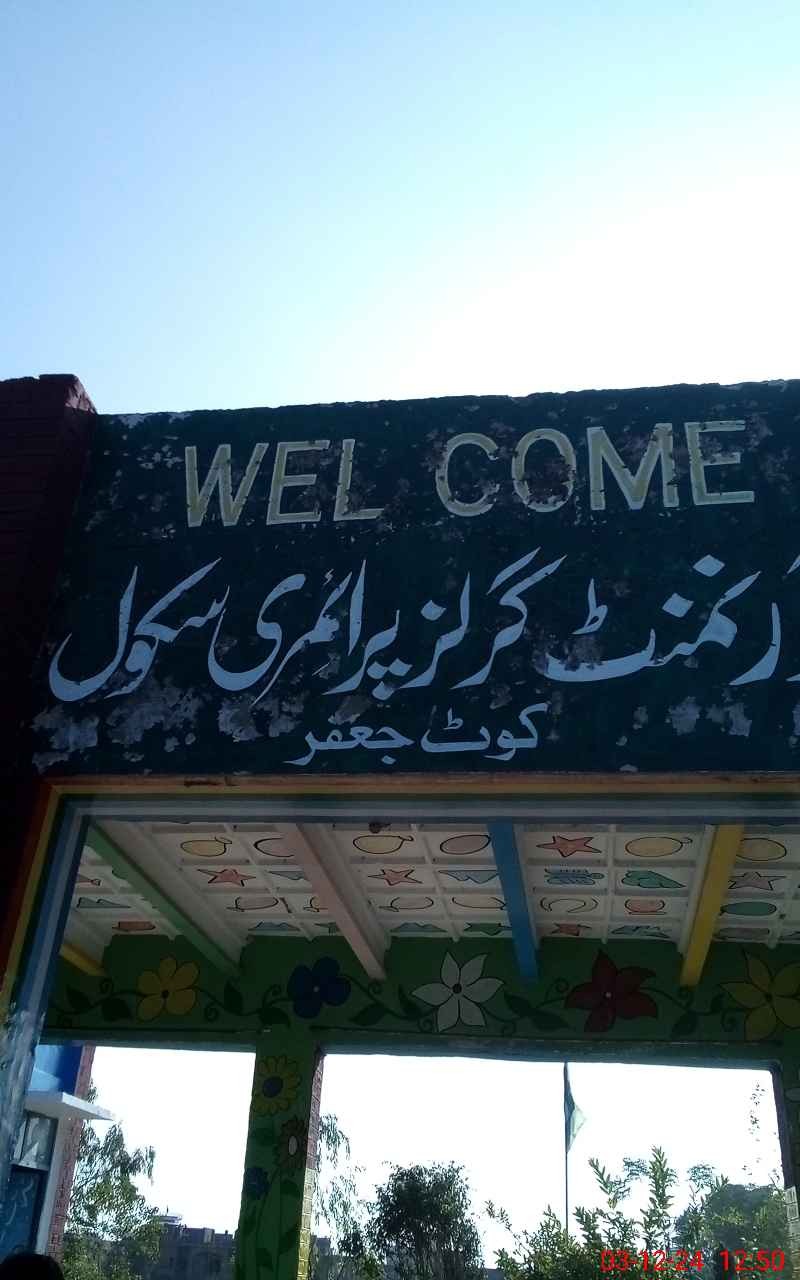 WEL COME
گرلز پرائمری سکول
کوٹ جعفر
03-12-24 12:50